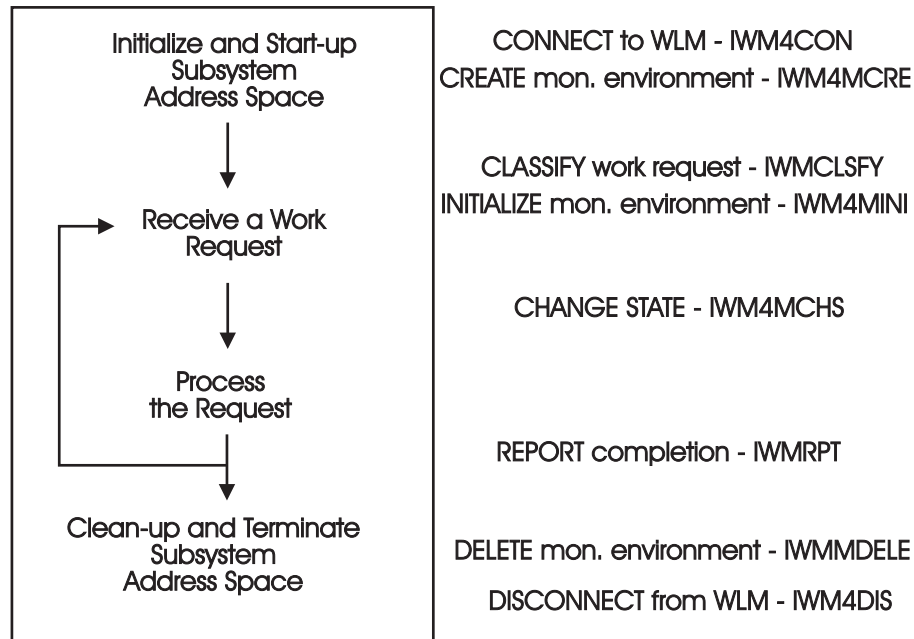 Initialize and Start-up
Subsystem
Address Space
CONNECT to WLM - IWM4CON
CREATE mon. environment - IWM4MCRE
CLASSIFY work request - IWMCLSFY
INITIALIZE mon. environment - IWM4MINI
Receive a Work
Request
CHANGE STATE - IWM4MCHS
Process
the Request
REPORT completion - IWMRPT
Clean-up and Terminate
Subsystem
Address Space
DELETE mon. environment - IWMMDELE
DISCONNECT from WLM - IWM4DIS